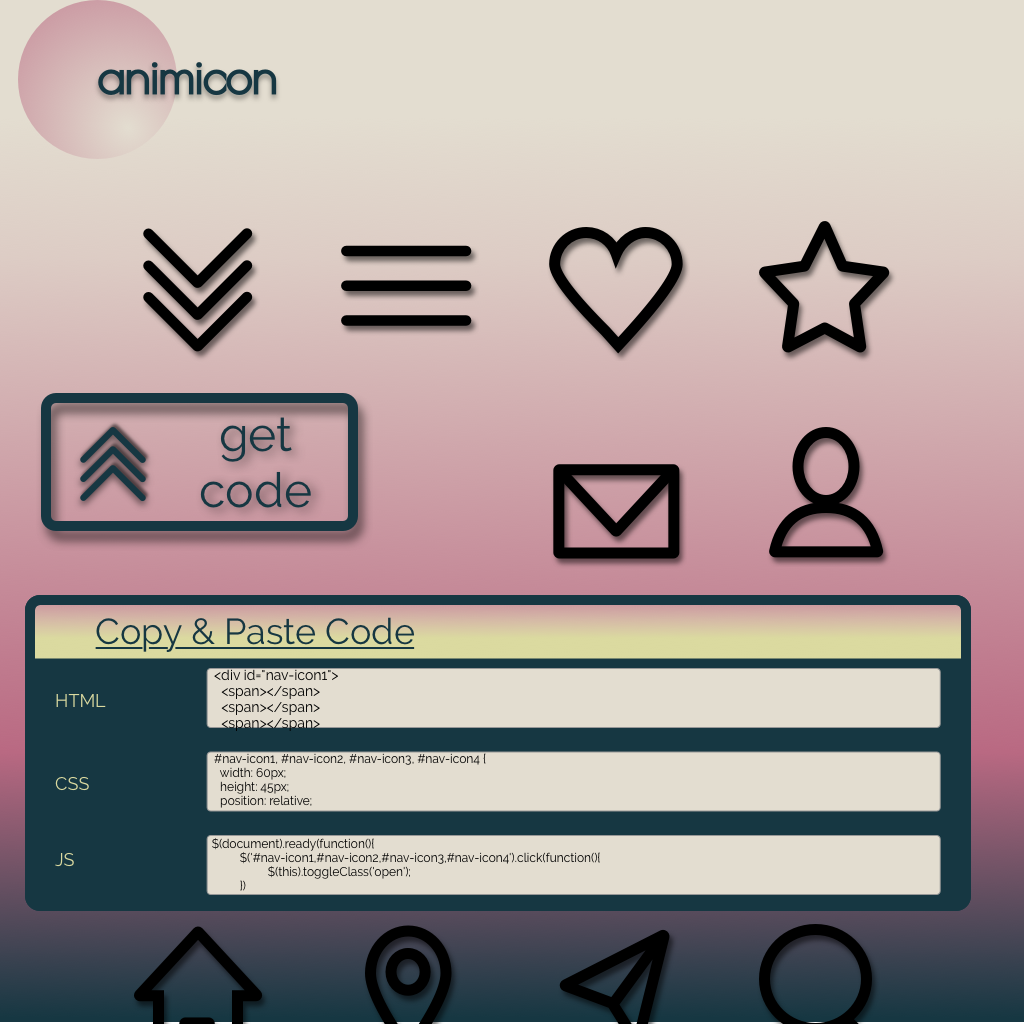 animicon
get
code
Copy & Paste Code
HTML
<div id="nav-icon1">
<span></span>
<span></span>
<span></span>
CSS
#nav-icon1, #nav-icon2, #nav-icon3, #nav-icon4 {
width: 60px;
height: 45px;
position: relative;
JS
$(document).ready(function(){
$('#nav-icon1,#nav-icon2,#nav-icon3,#nav-icon4').click(function(){
$(this).toggleClass('open');
})